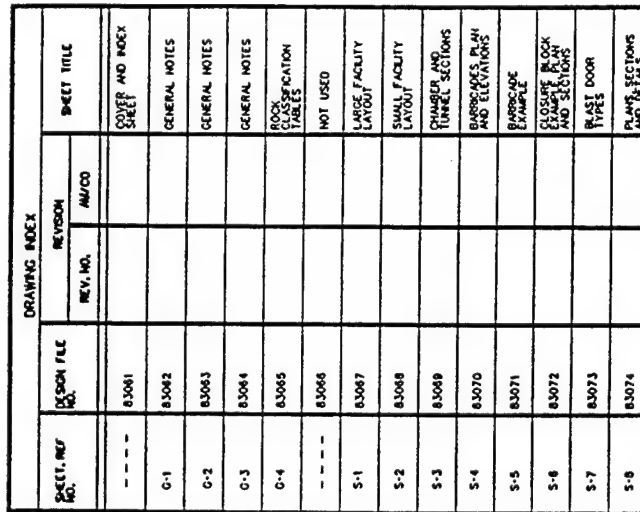 DRAWING INDEX
SHEET. REF NO. DESIGN FILE NO. REVISION SHEET TITLE
REV. NO. AM/CO
---- 83061 COVER AND INDEX SHEET
G-1 83062 GENERAL NOTES
G-2 83063 GENERAL NOTES
G-3 83064 GENERAL NOTES
G-4 83065 ROCK CLASSIFICATION TABLES
---- 83066 NOT USED
S-1 83067 LARGE FACILITY LAYOUT
S-2 83068 SMALL FACILITY LAYOUT
S-3 83069 CHAMBER AND TUNNEL SECTIONS
S-4 83070 BARRICADES PLAN AND ELEVATIONS
S-5 83071 BARRICADE EXAMPLE
S-6 83072 CLOSURE BLOCK EXAMPLE PLAN AND SECTIONS
S-7 83073 BLAST DOOR TYPES
S-8 83074 PLANS, SECTIONS AND DETAILS